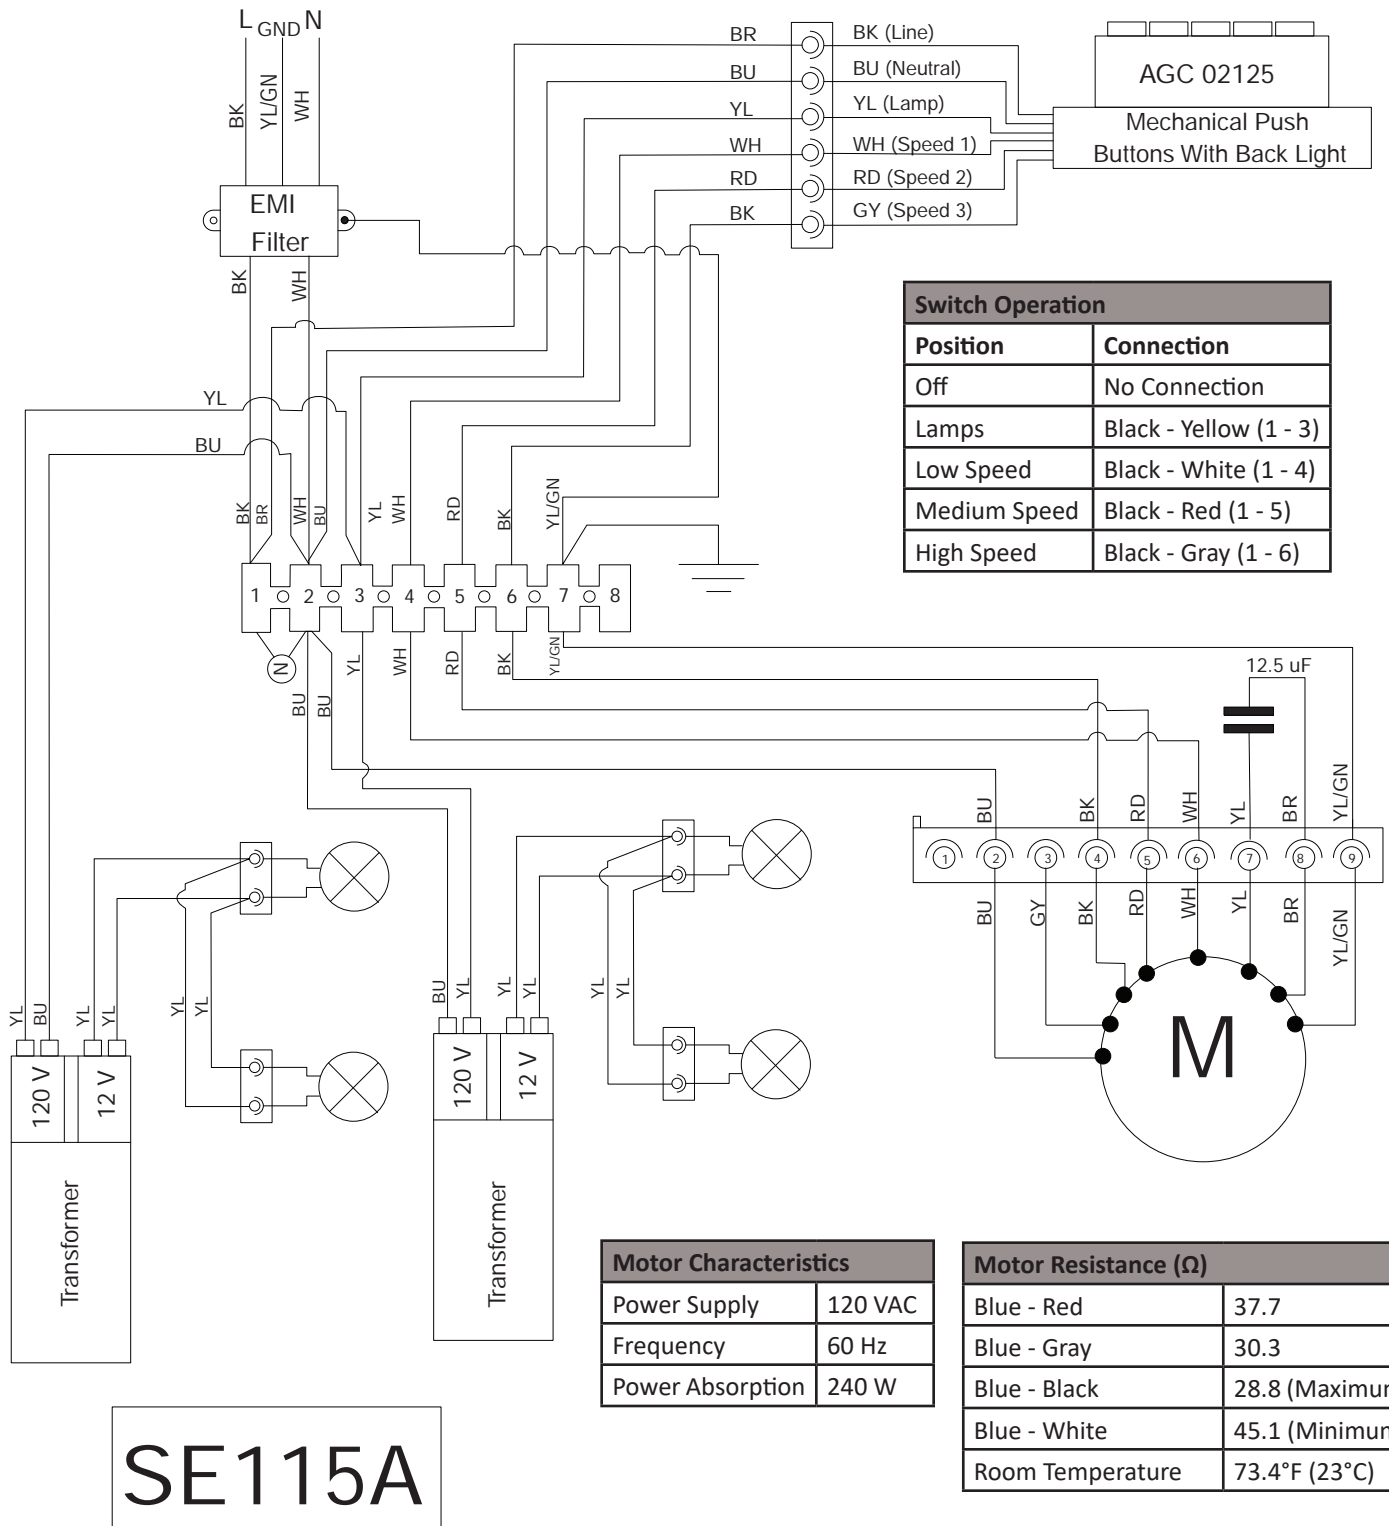 L GND N
BK YL/GN WH
EMI
Filter
BK WH
BR BK (Line)
BU BU (Neutral)
YL YL (Lamp)
WH WH (Speed 1)
RD RD (Speed 2)
BK GY (Speed 3)
AGC 02125
Mechanical Push
Buttons With Back Light
Switch Operation
Position Connection
Off No Connection
Lamps Black - Yellow (1 - 3)
Low Speed Black - White (1 - 4)
Medium Speed Black - Red (1 - 5)
High Speed Black - Gray (1 - 6)
YL
BU
BK BR WH BU YL WH RD BK YL/GN
1 2 3 4 5 6 7 8
N
BU BU YL WH RD BK YL/GN
12.5 uF
BU BK RD WH YL BR YL/GN
1 2 3 4 5 6 7 8 9
BU GY BK RD WH YL BR YL/GN
M
YL BU YL YL
YL YL
120 V 12 V
Transformer
BU YL YL YL
YL YL
120 V 12 V
Transformer
Motor Characteristics
Power Supply 120 VAC
Frequency 60 Hz
Power Absorption 240 W
Motor Resistance (Ω)
Blue - Red 37.7
Blue - Gray 30.3
Blue - Black 28.8 (Maximum
Blue - White 45.1 (Minimum
Room Temperature 73.4°F (23°C)
SE115A